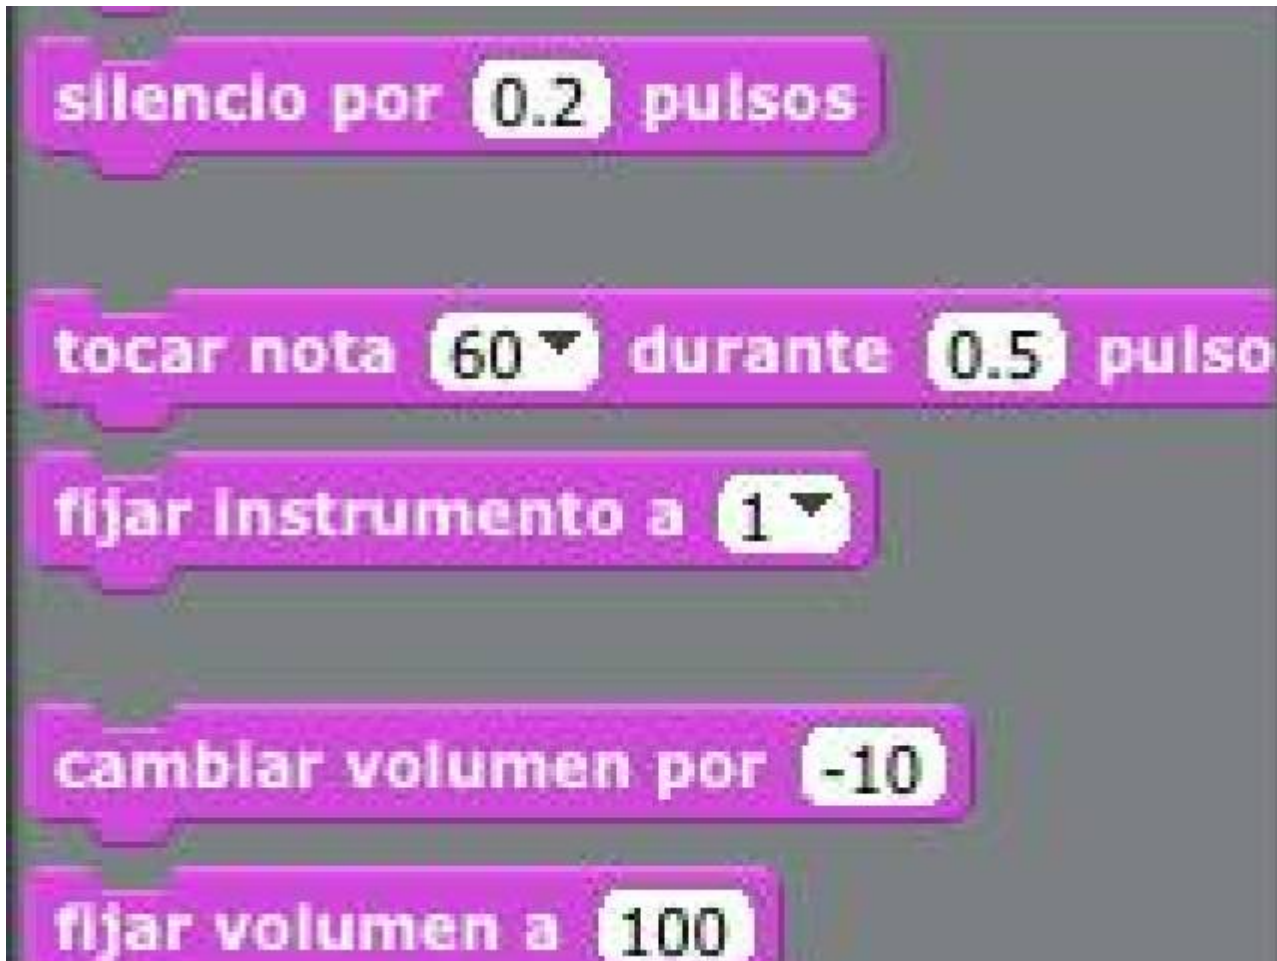 silencio por 0.2 pulsos
tocar nota 60 durante 0.5 pulso
fijar instrumento a 1
cambiar volumen por -10
fijar volumen a 100